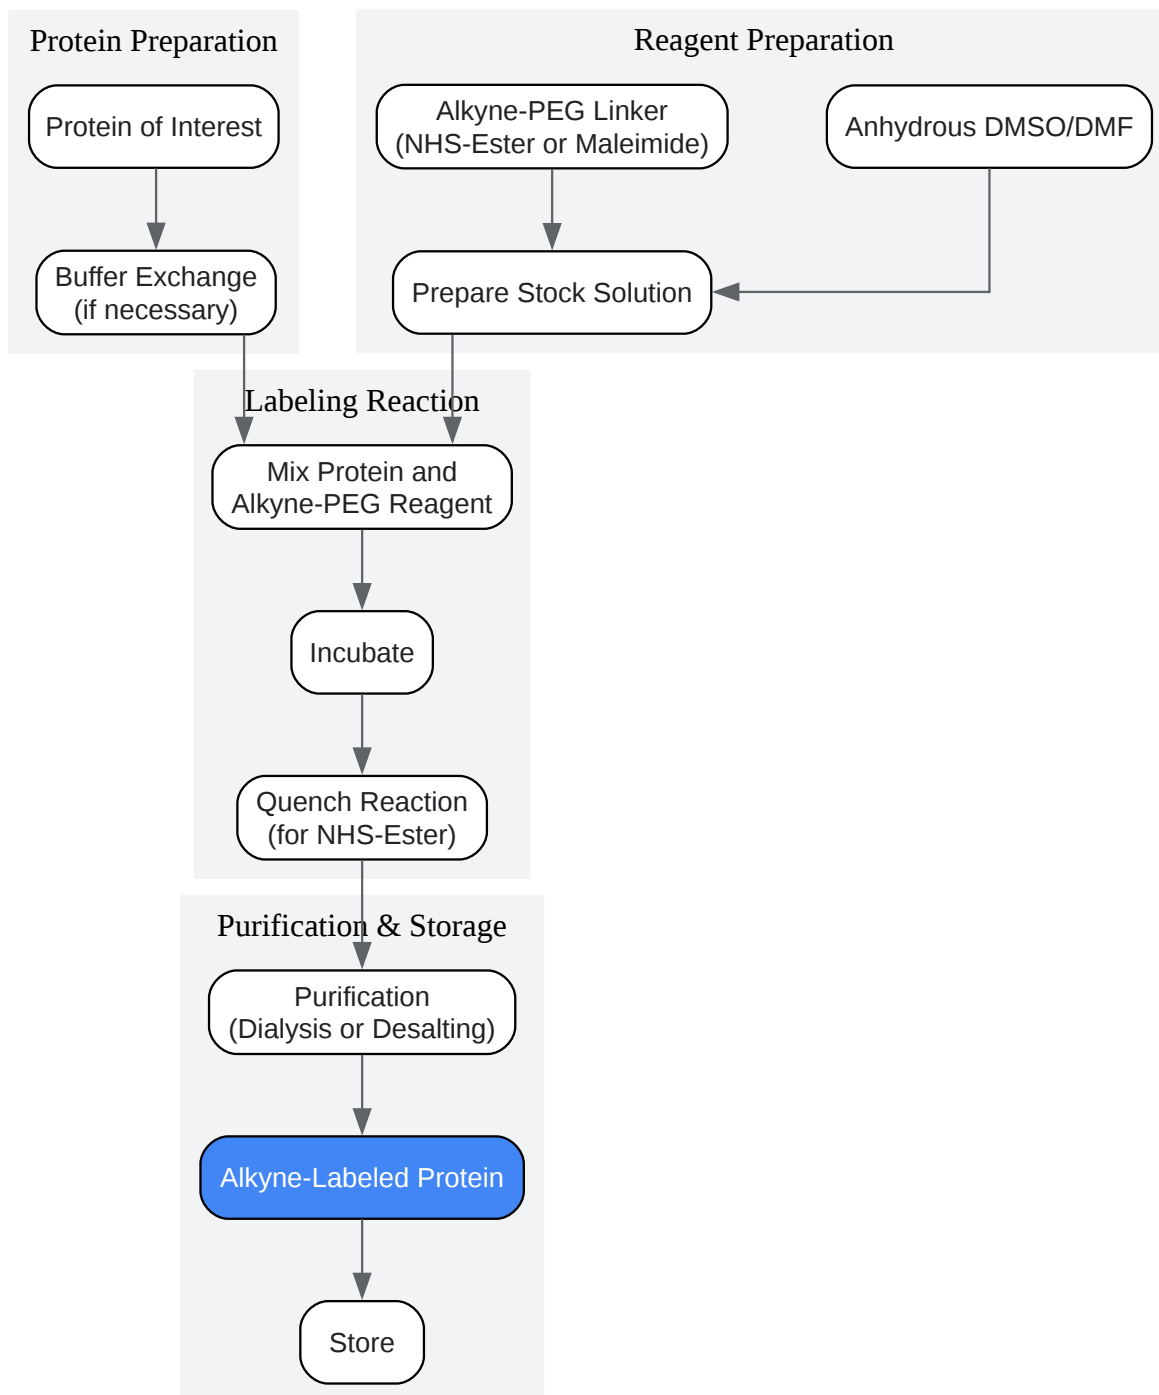 Protein Preparation
Protein of Interest
Buffer Exchange
(if necessary)
Reagent Preparation
Alkyne-PEG Linker
(NHS-Ester or Maleimide)
Anhydrous DMSO/DMF
Prepare Stock Solution
Labeling Reaction
Mix Protein and
Alkyne-PEG Reagent
Incubate
Quench Reaction
(for NHS-Ester)
Purification & Storage
Purification
(Dialysis or Desalting)
Alkyne-Labeled Protein
Store